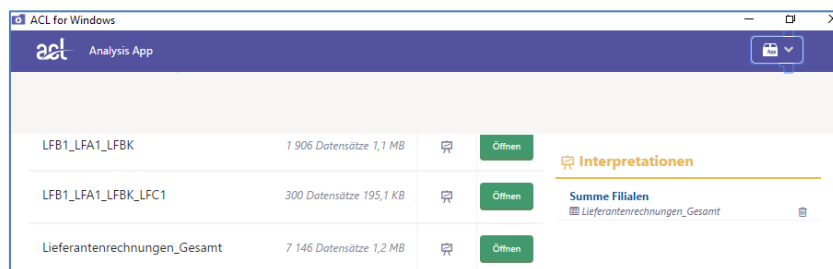 ACL for Windows
acl Analysis App
App
LFB1_LFA1_LFBK 1 906 Datensätze 1,1 MB Öffnen
Interpretationen
LFB1_LFA1_LFBK_LFC1 300 Datensätze 195,1 KB Öffnen
Summe Filialen
Lieferantenrechnungen_Gesamt
Lieferantenrechnungen_Gesamt 7 146 Datensätze 1,2 MB Öffnen